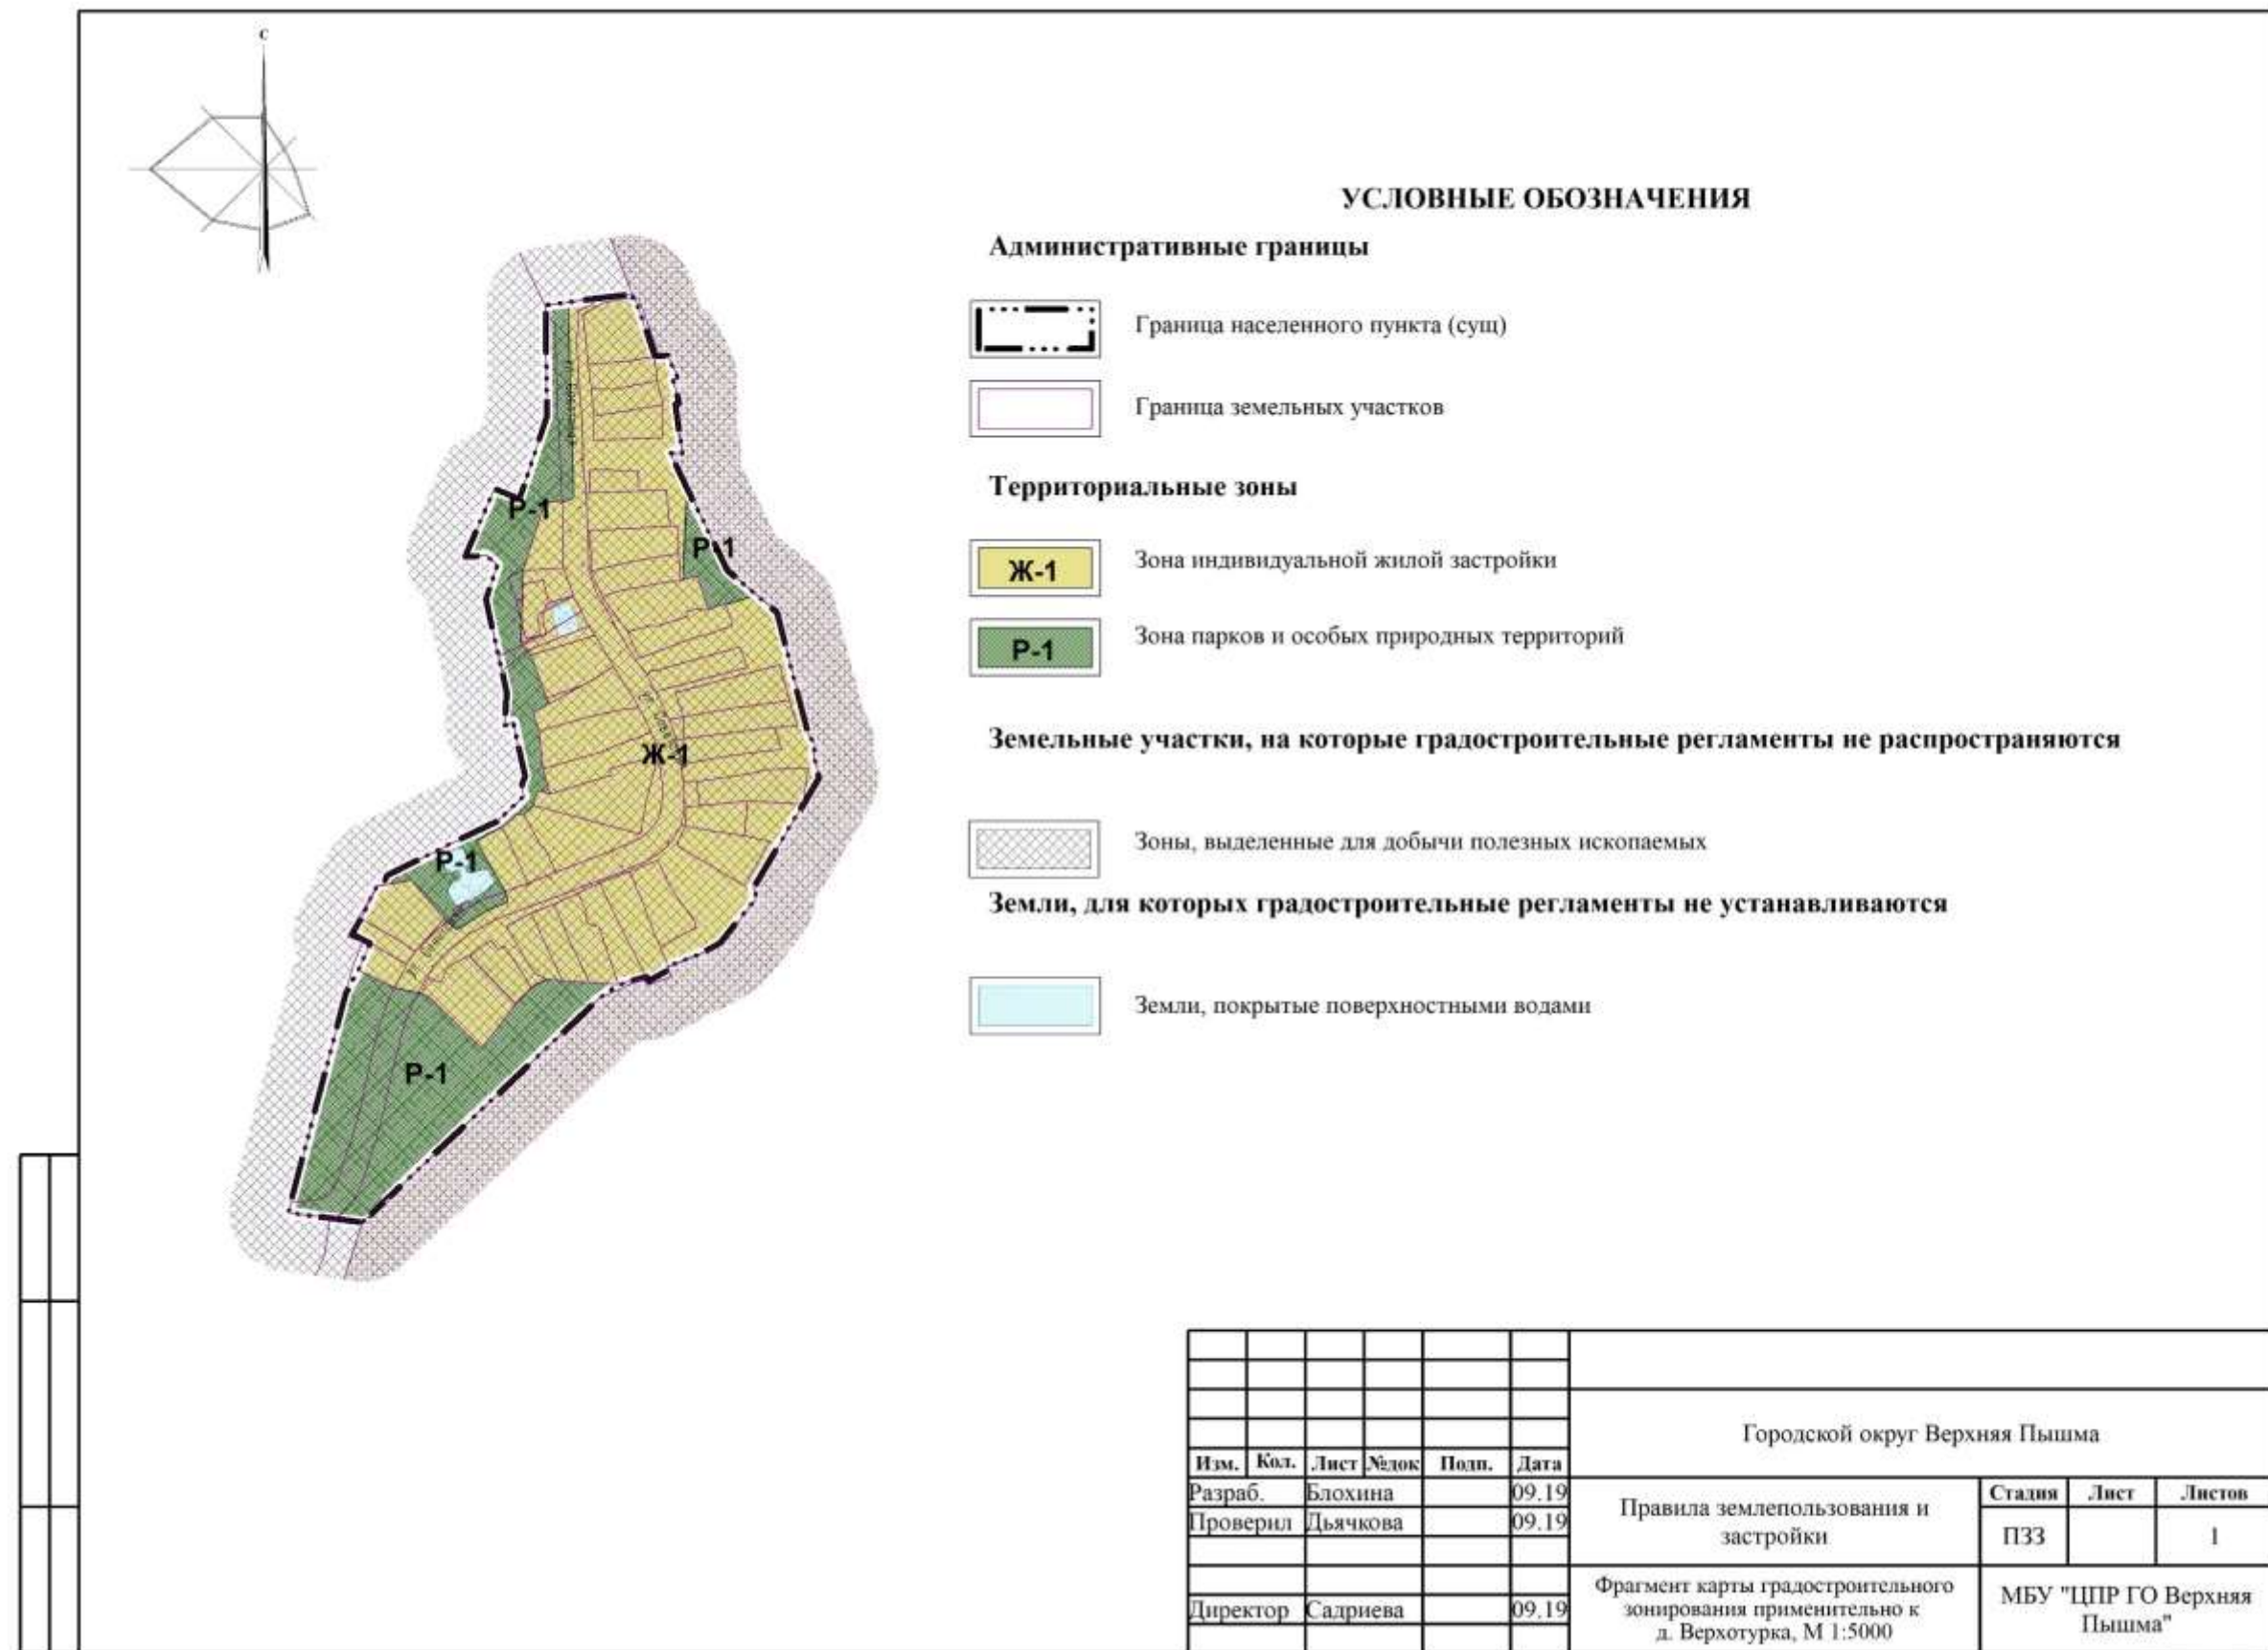 С
УСЛОВНЫЕ ОБОЗНАЧЕНИЯ
Административные границы
Граница населенного пункта (сущ)
Граница земельных участков
Территориальные зоны
Ж-1
Зона индивидуальной жилой застройки
Р-1
Зона парков и особых природных территорий
Земельные участки, на которые градостроительные регламенты не распространяются
Зоны, выделенные для добычи полезных ископаемых
Земли, для которых градостроительные регламенты не устанавливаются
Земли, покрытые поверхностными водами
Р-1
Р-1
ул.
Ж-1
Р-1
ул.
Р-1
Городской округ Верхняя Пышма
Изм. Кол. Лист №док Подп. Дата
Разраб. Блохина 09.19
Проверил Дьячкова 09.19
Директор Садриева 09.19
Правила землепользования и
застройки
Стадия Лист Листов
ПЗЗ 1
Фрагмент карты градостроительного
зонирования применительно к
д. Верхотурка, М 1:5000
МБУ "ЦПР ГО Верхняя
Пышма"